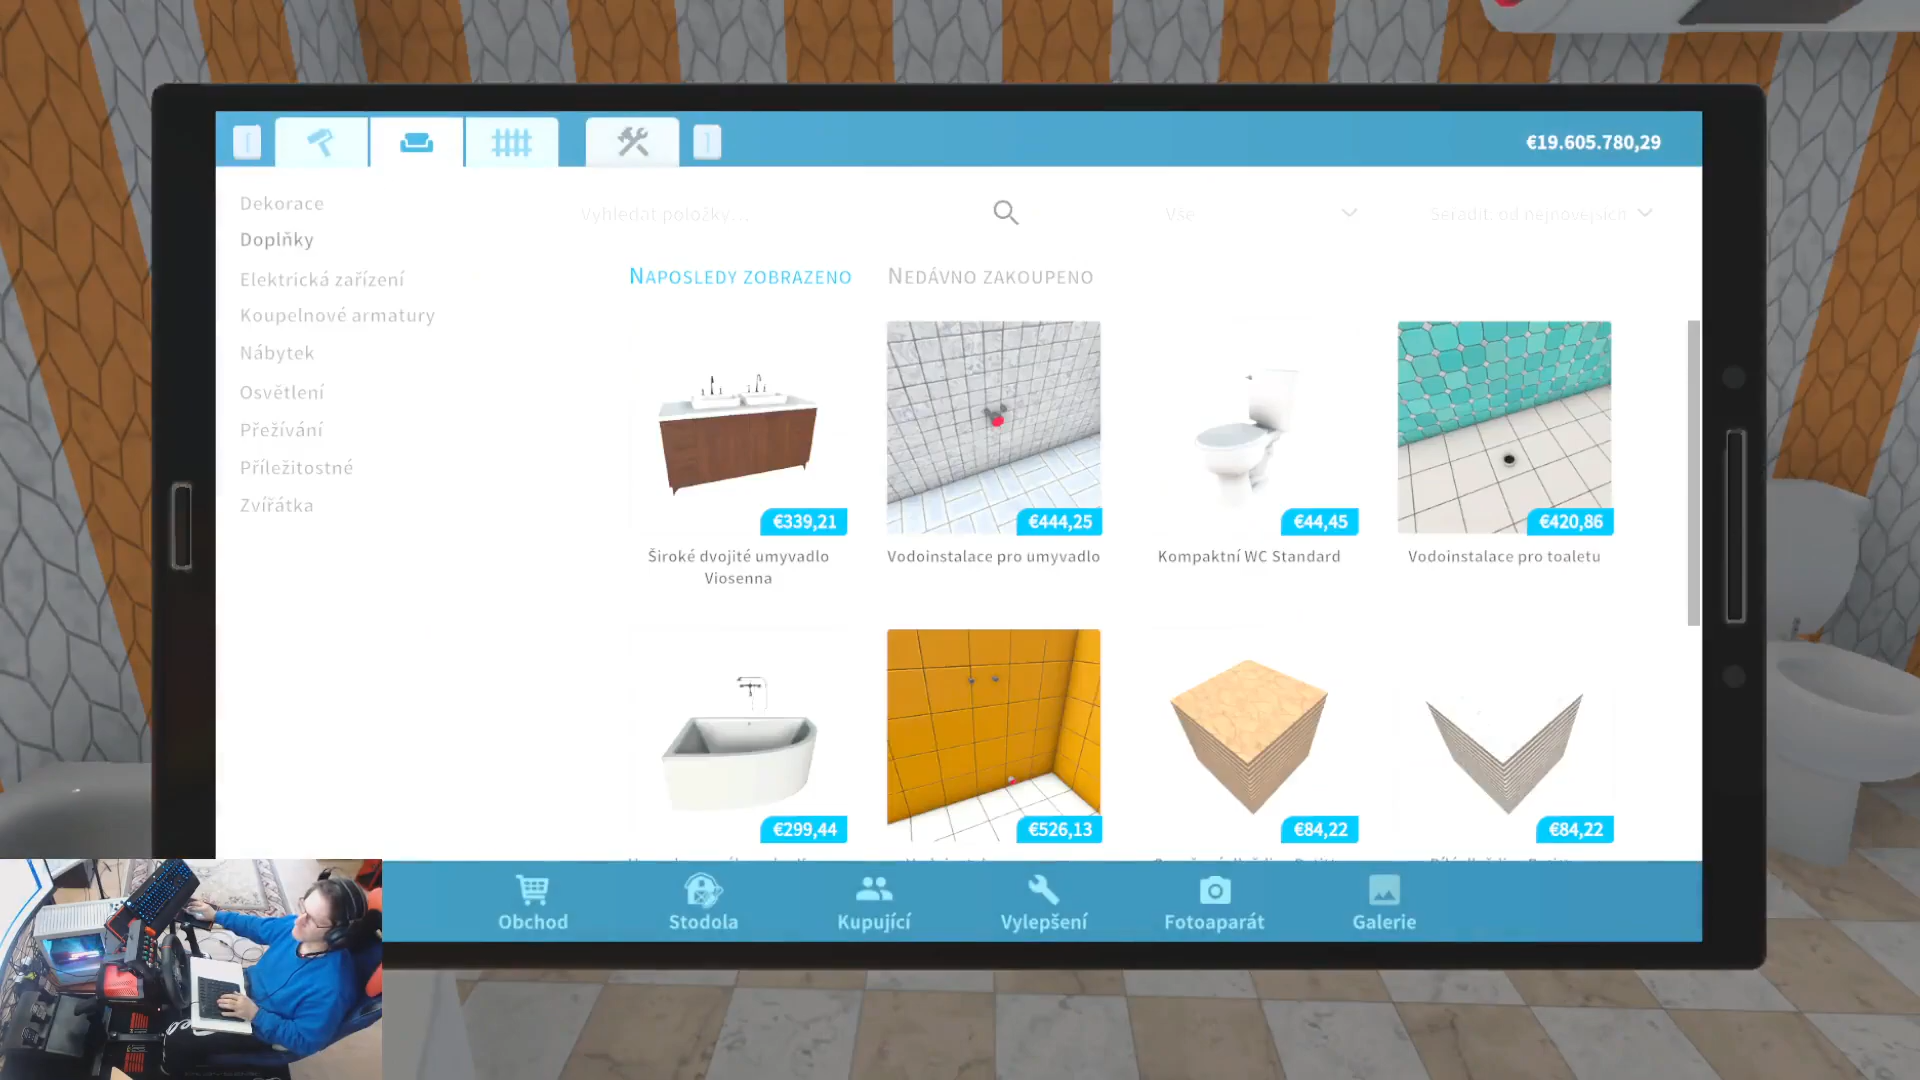 €19.605.780,29
Dekorace
Vyhledat položky...
Vše
Seřadit: od nejnovějších
Doplňky
Elektrická zařízení
Koupelnové armatury
Nábytek
Osvětlení
Přežívání
Příležitostné
Zvířátka
NAPOSLEDY ZOBRAZENO
NEDÁVNO ZAKOUPENO
€339,21
€444,25
€44,45
€420,86
Široké dvojité umyvadlo
Viosenna
Vodoinstalace pro umyvadlo
Kompaktní WC Standard
Vodoinstalace pro toaletu
€299,44
€526,13
€84,22
€84,22
Obchod
Stodola
Kupující
Vylepšení
Fotoaparát
Galerie